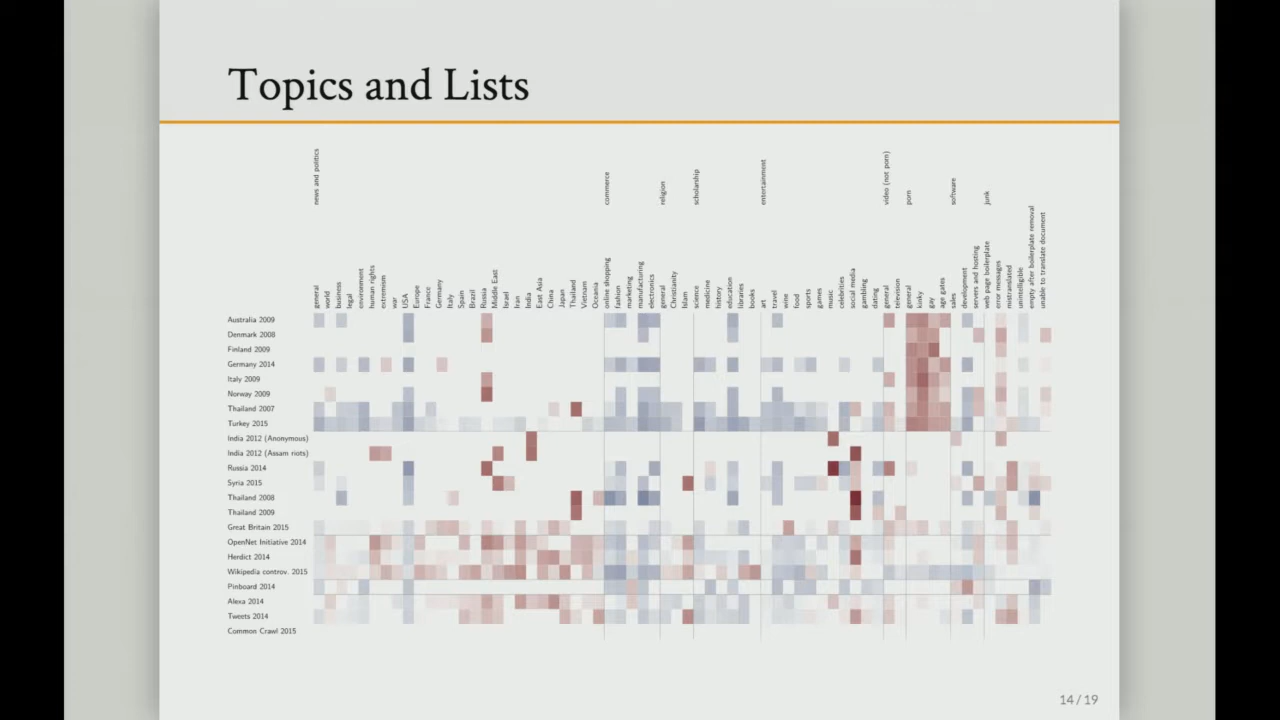 Topics and Lists
news and politics
commerce
religion
scholarship
entertainment
video (not porn)
porn
software
junk
general
world
business
legal
environment
human rights
extremism
war
USA
Europe
France
Germany
Italy
Spain
Brazil
Russia
Middle East
Israel
Iran
India
East Asia
China
Japan
Thailand
Vietnam
Oceania
online shopping
fashion
marketing
manufacturing
electronics
general
Christianity
Islam
science
medicine
history
education
libraries
books
art
travel
wine
food
sports
games
music
celebrities
social media
gambling
dating
general
television
general
kinky
gay
age gates
sales
development
servers and hosting
web page boilerplate
error messages
mistranslated
unintelligible
empty after boilerplate removal
unable to translate document
Australia 2009
Denmark 2008
Finland 2009
Germany 2014
Italy 2009
Norway 2009
Thailand 2007
Turkey 2015
India 2012 (Anonymous)
India 2012 (Assam riots)
Russia 2014
Syria 2015
Thailand 2008
Thailand 2009
Great Britain 2015
OpenNet Initiative 2014
Herdict 2014
Wikipedia controv. 2015
Pinboard 2014
Alexa 2014
Tweets 2014
Common Crawl 2015
14 / 19